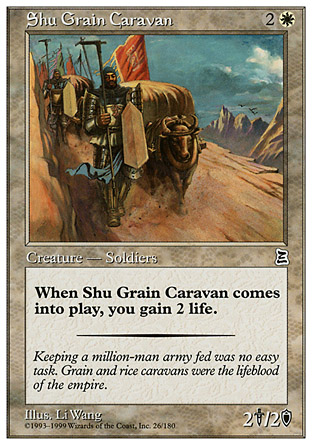 Shu Grain Caravan 2
Creature — Soldiers
When Shu Grain Caravan comes
into play, you gain 2 life.
Keeping a million-man army fed was no easy
task. Grain and rice caravans were the lifeblood
of the empire.
Illus. Li Wang
©1993-1999 Wizards of the Coast, Inc. 26/180
2/2